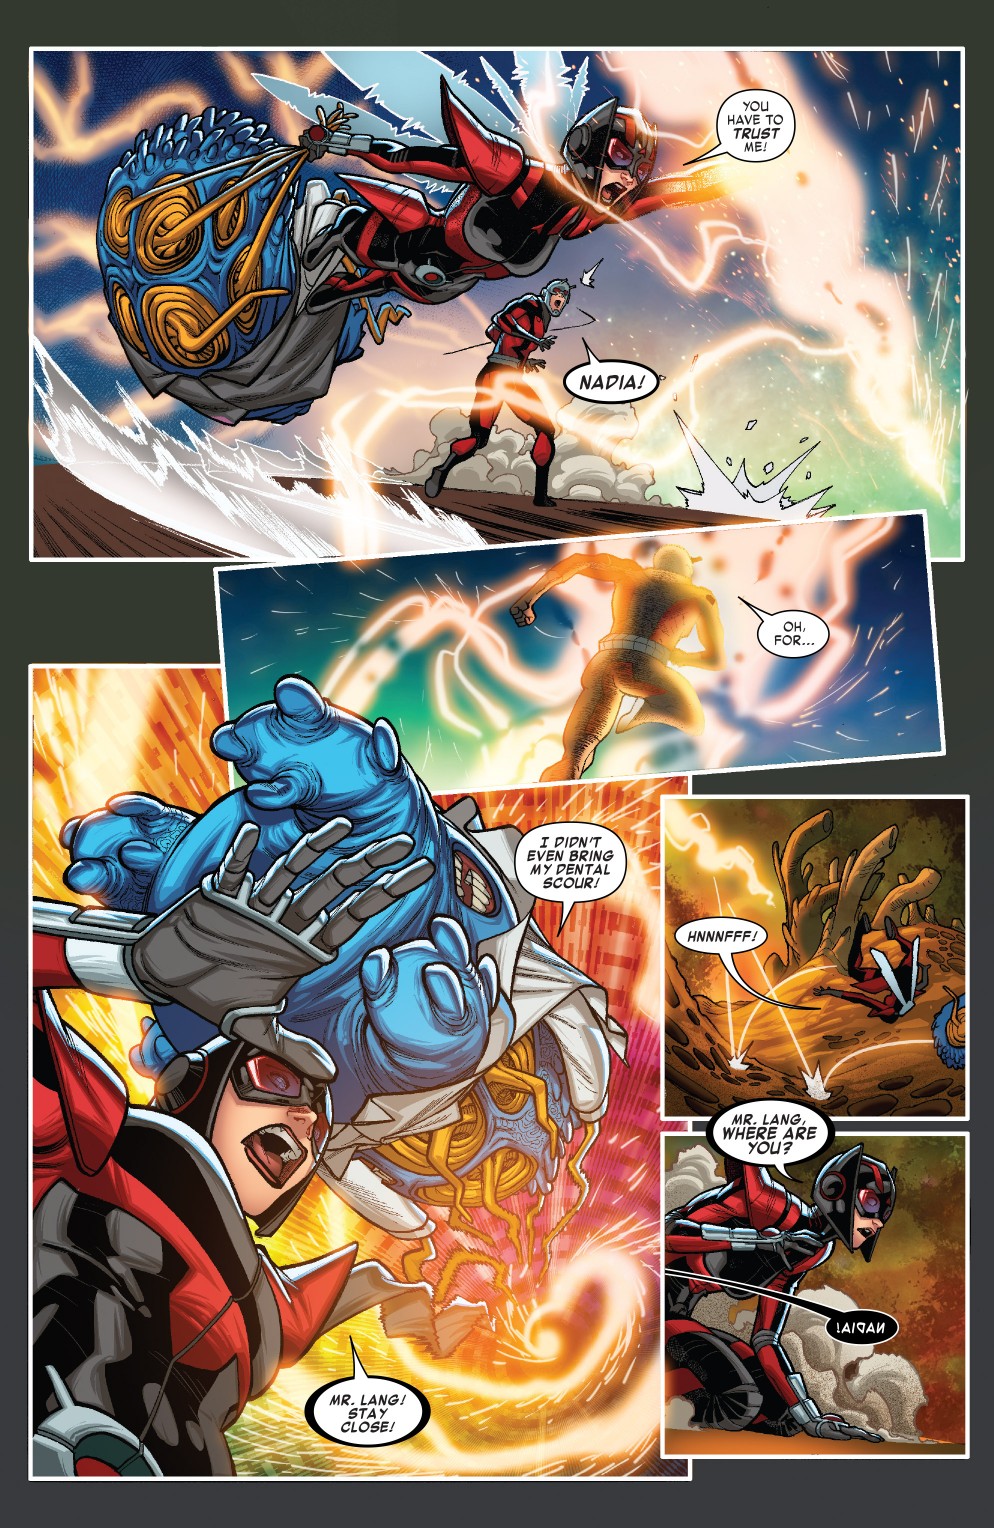 YOU
HAVE TO
TRUST
ME!
NADIA!
OH,
FOR...
I DIDN'T
EVEN BRING
MY DENTAL
SCOUR!
MR. LANG!
STAY
CLOSE!
HNNNFFF!
MR. LANG,
WHERE ARE
YOU?
NADIA!